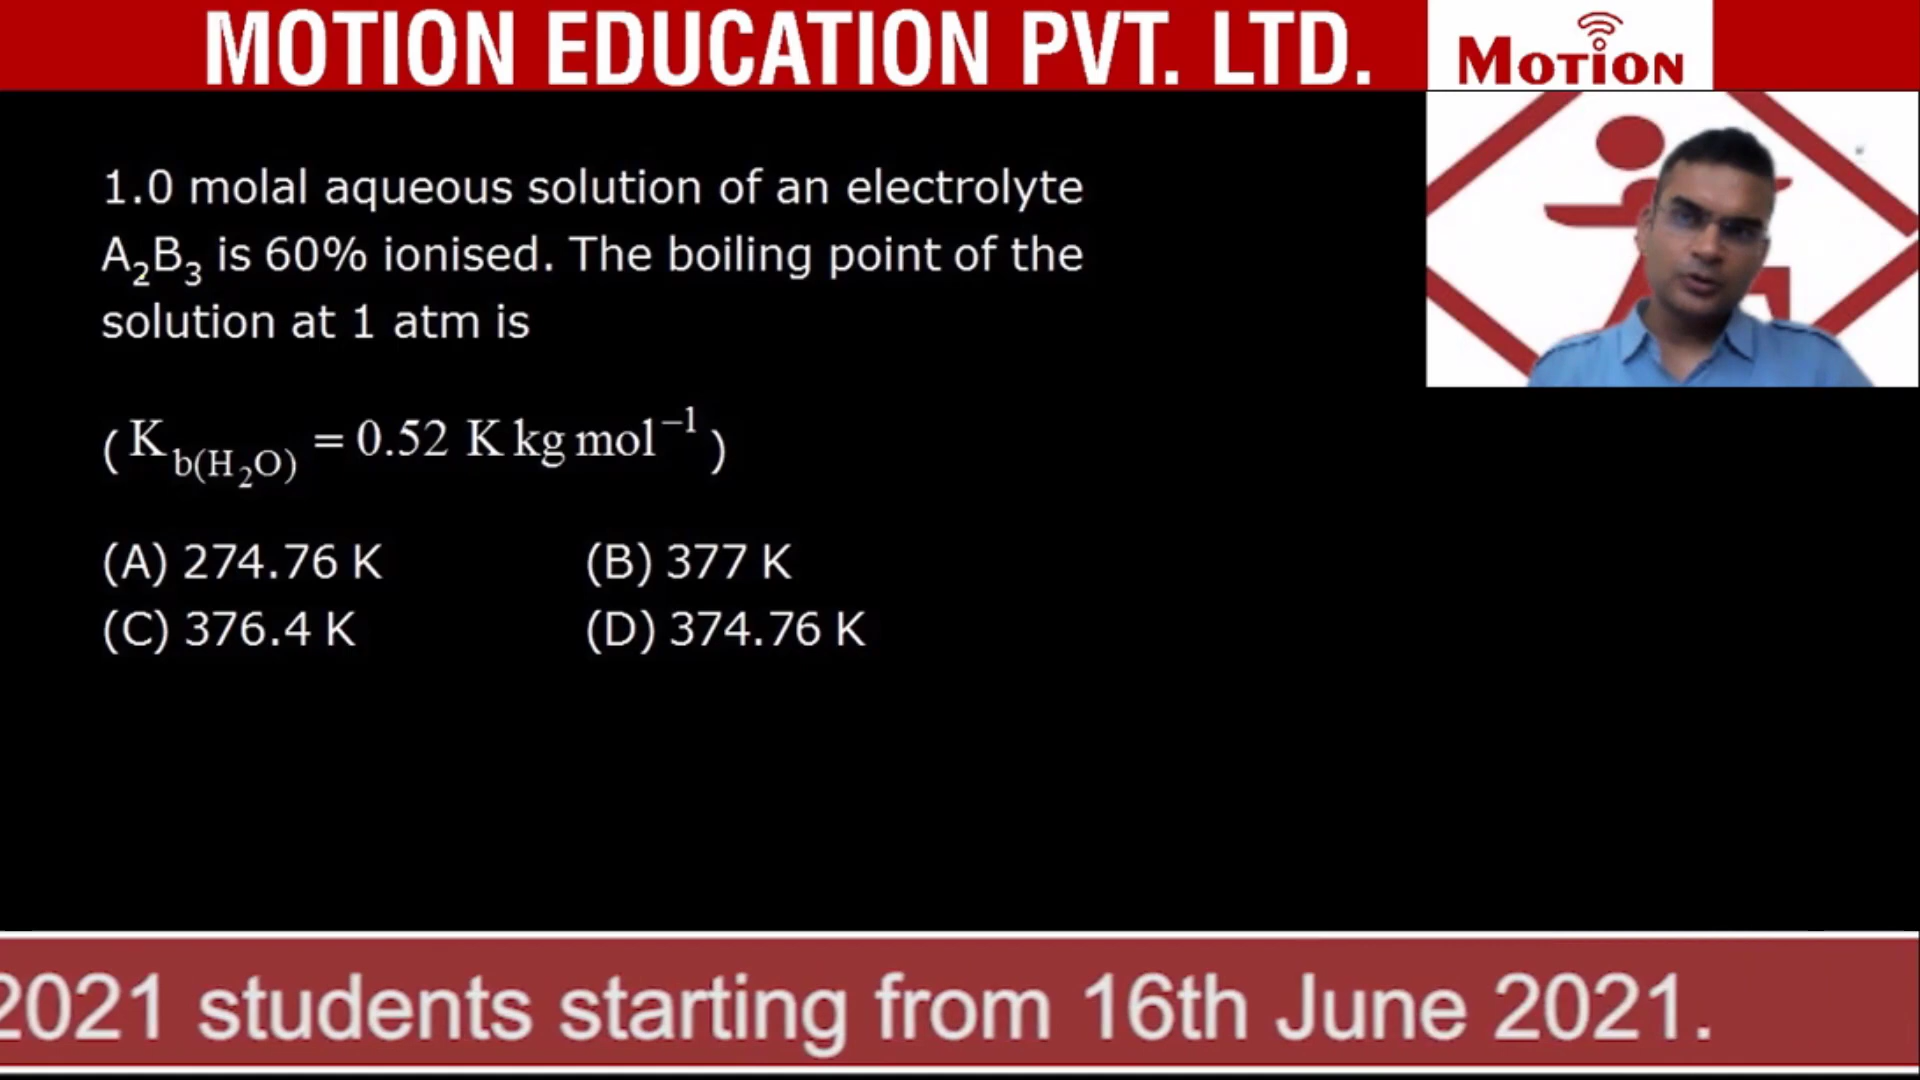 MOTION EDUCATION PVT. LTD.
MOTION
1.0 molal aqueous solution of an electrolyte
A₂B₃ is 60% ionised. The boiling point of the
solution at 1 atm is
(K_b(H₂O) = 0.52 K kg mol⁻¹)
(A) 274.76 K (B) 377 K
(C) 376.4 K (D) 374.76 K
2021 students starting from 16th June 2021.